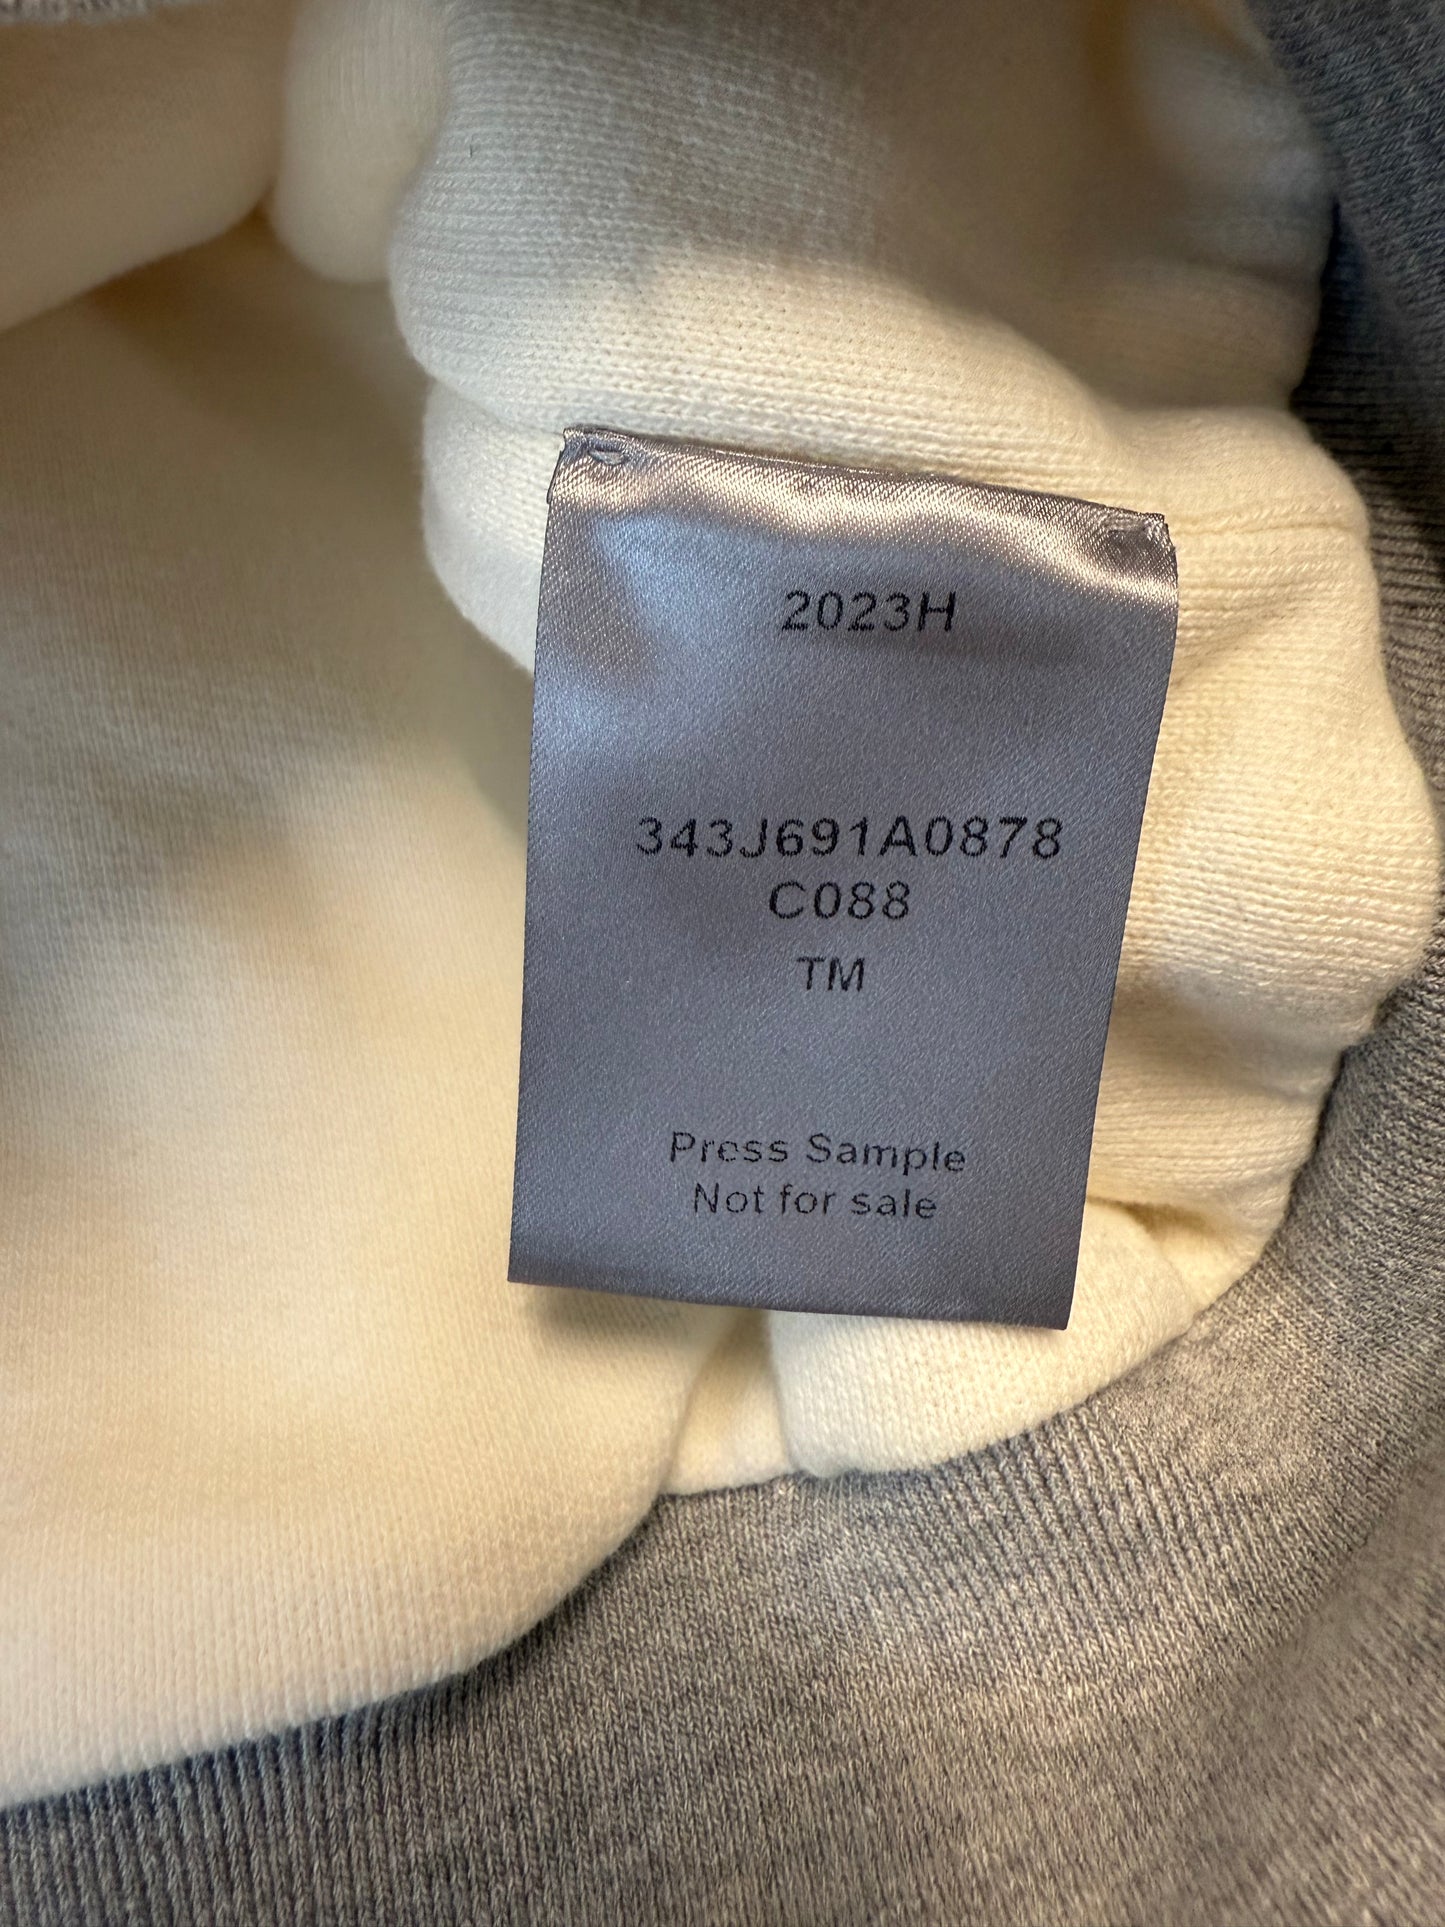 2023H
343J691A0878
C088
TM
Press Sample
Not for sale